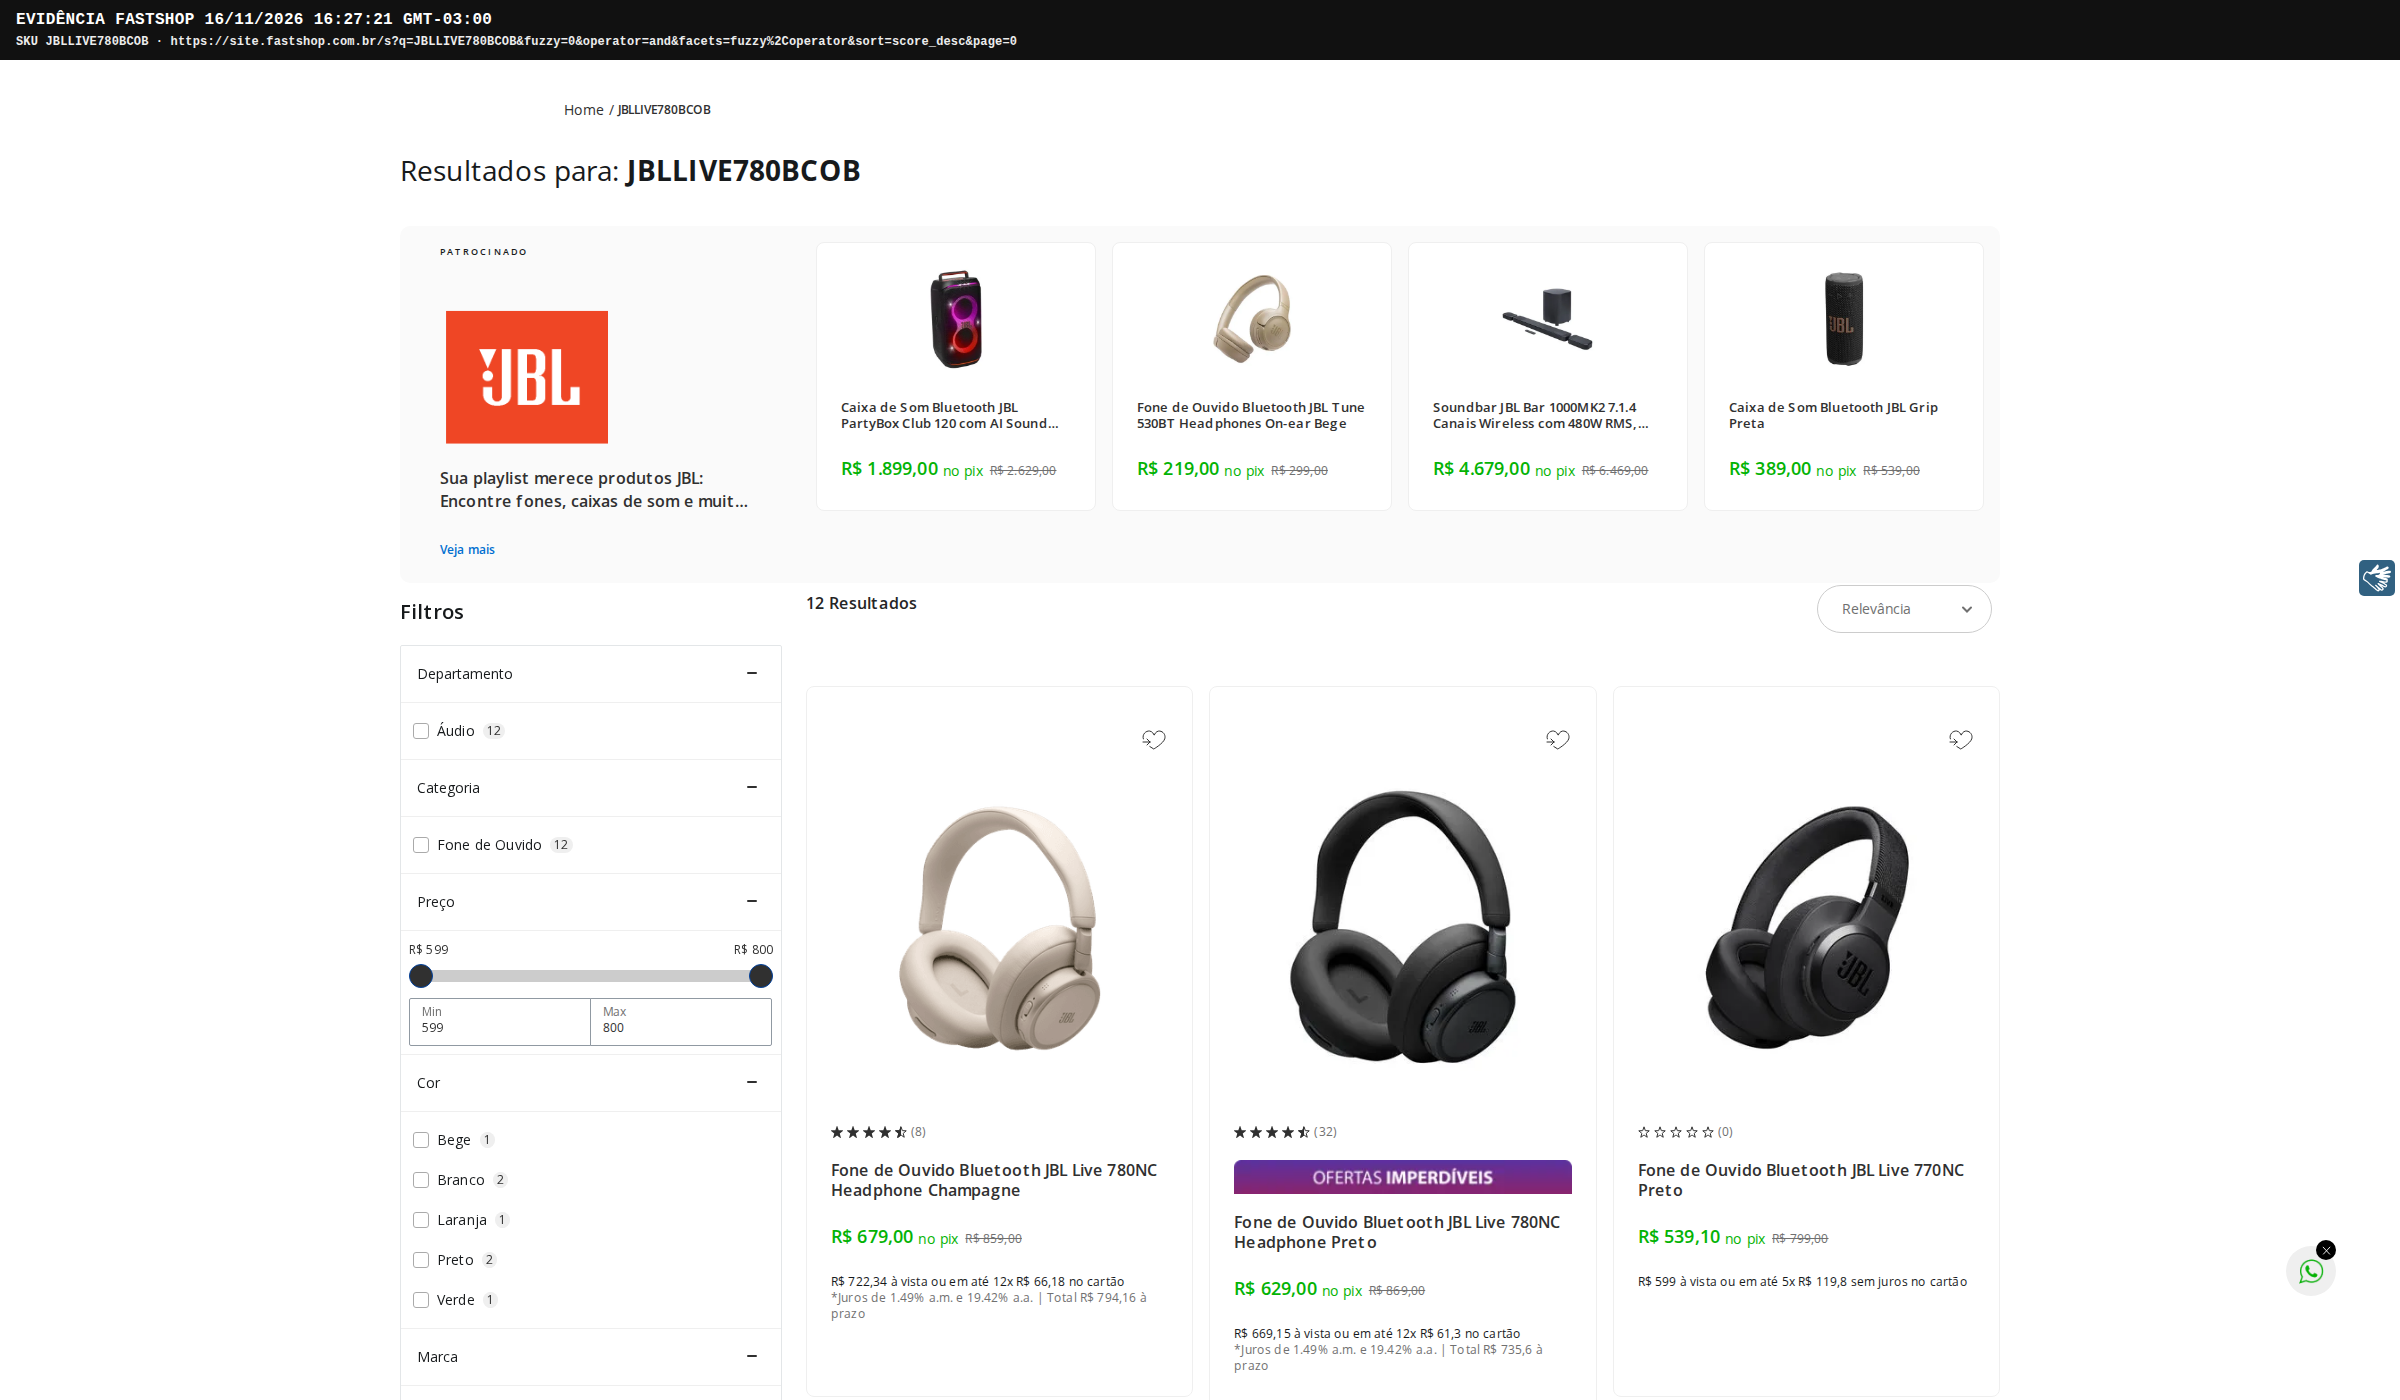 EVIDÊNCIA FASTSHOP 16/11/2026 16:27:21 GMT-03:00
SKU JBLLIVE780BCOB · https://site.fastshop.com.br/s?q=JBLLIVE780BCOB&fuzzy=0&operator=and&facets=fuzzy%2Coperator&sort=score_desc&page=0
Home / JBLLIVE780BCOB
Resultados para: JBLLIVE780BCOB
PATROCINADO
JBL
Sua playlist merece produtos JBL:
Encontre fones, caixas de som e muit...
Veja mais
Caixa de Som Bluetooth JBL
PartyBox Club 120 com AI Sound...
R$ 1.899,00 no pix R$ 2.629,00
Fone de Ouvido Bluetooth JBL Tune
530BT Headphones On-ear Bege
R$ 219,00 no pix R$ 299,00
Soundbar JBL Bar 1000MK2 7.1.4
Canais Wireless com 480W RMS,...
R$ 4.679,00 no pix R$ 6.469,00
JBL
Caixa de Som Bluetooth JBL Grip
Preta
R$ 389,00 no pix R$ 539,00
Filtros
12 Resultados
Relevância
Departamento
Áudio 12
Categoria
Fone de Ouvido 12
Preço
R$ 599 R$ 800
Min Max
599 800
Cor
Bege 1
Branco 2
Laranja 1
Preto 2
Verde 1
Marca
JBL
(8)
Fone de Ouvido Bluetooth JBL Live 780NC
Headphone Champagne
R$ 679,00 no pix R$ 859,00
R$ 722,34 à vista ou em até 12x R$ 66,18 no cartão
*Juros de 1.49% a.m. e 19.42% a.a. | Total R$ 794,16 à
prazo
JBL
(32)
OFERTAS IMPERDÍVEIS
Fone de Ouvido Bluetooth JBL Live 780NC
Headphone Preto
R$ 629,00 no pix R$ 869,00
R$ 669,15 à vista ou em até 12x R$ 61,3 no cartão
*Juros de 1.49% a.m. e 19.42% a.a. | Total R$ 735,6 à
prazo
JBL
(0)
Fone de Ouvido Bluetooth JBL Live 770NC
Preto
R$ 539,10 no pix R$ 799,00
R$ 599 à vista ou em até 5x R$ 119,8 sem juros no cartão